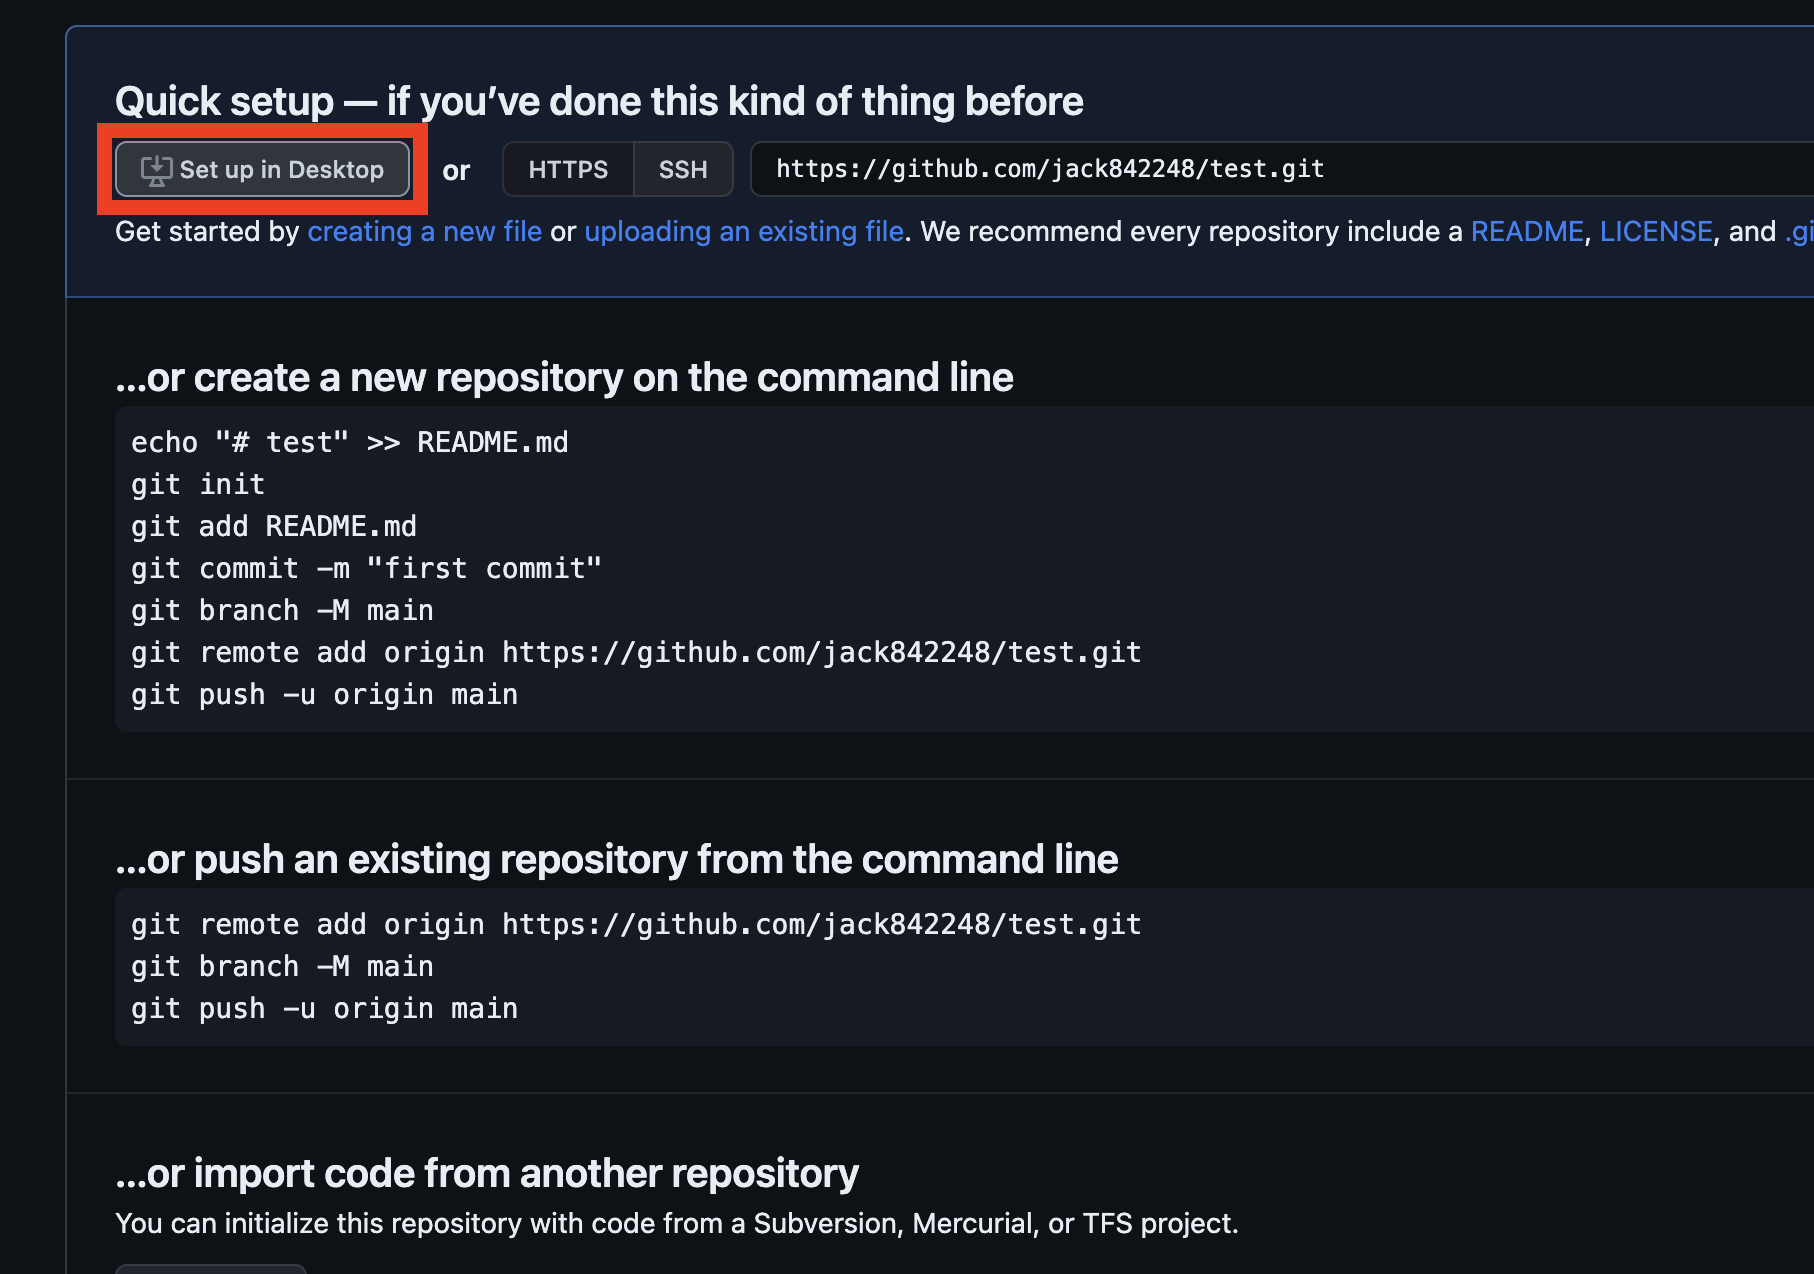 Quick setup — if you’ve done this kind of thing before
Set up in Desktop or HTTPS SSH https://github.com/jack842248/test.git
Get started by creating a new file or uploading an existing file. We recommend every repository include a README, LICENSE, and .gi
...or create a new repository on the command line
echo "# test" >> README.md
git init
git add README.md
git commit -m "first commit"
git branch -M main
git remote add origin https://github.com/jack842248/test.git
git push -u origin main
...or push an existing repository from the command line
git remote add origin https://github.com/jack842248/test.git
git branch -M main
git push -u origin main
...or import code from another repository
You can initialize this repository with code from a Subversion, Mercurial, or TFS project.